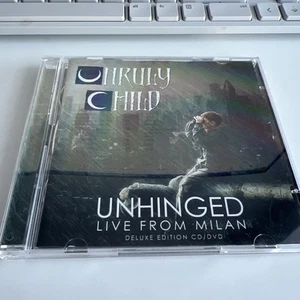 UNRULY
CHILD
UNHINGED
LIVE FROM MILAN
DELUXE EDITION CD/DVD